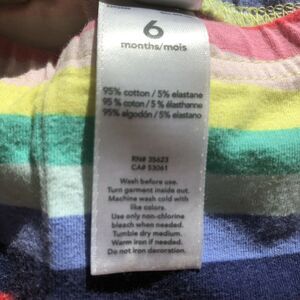 6
months/mois
95% cotton / 5% elastane
95 % coton / 5 % élasthanne
95% algodón / 5% elastano
RN# 35623
CA# 53061
Wash before use.
Turn garment inside out.
Machine wash cold with
like colors.
Use only non-chlorine
bleach when needed.
Tumble dry medium.
Warm iron if needed.
Do not iron decoration.